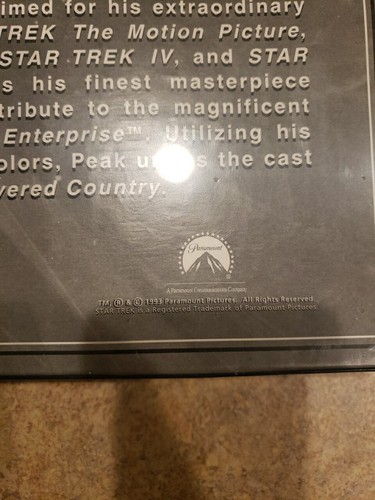 imed for his extraordinary
TREK The Motion Picture,
STAR TREK IV, and STAR
s his finest masterpiece
tribute to the magnificent
Enterprise™. Utilizing his
olors, Peak s the cast
vered Country.
Paramount
A Paramount Communications Company
TM, ® & © 1993 Paramount Pictures. All Rights Reserved.
STAR TREK is a Registered Trademark of Paramount Pictures.